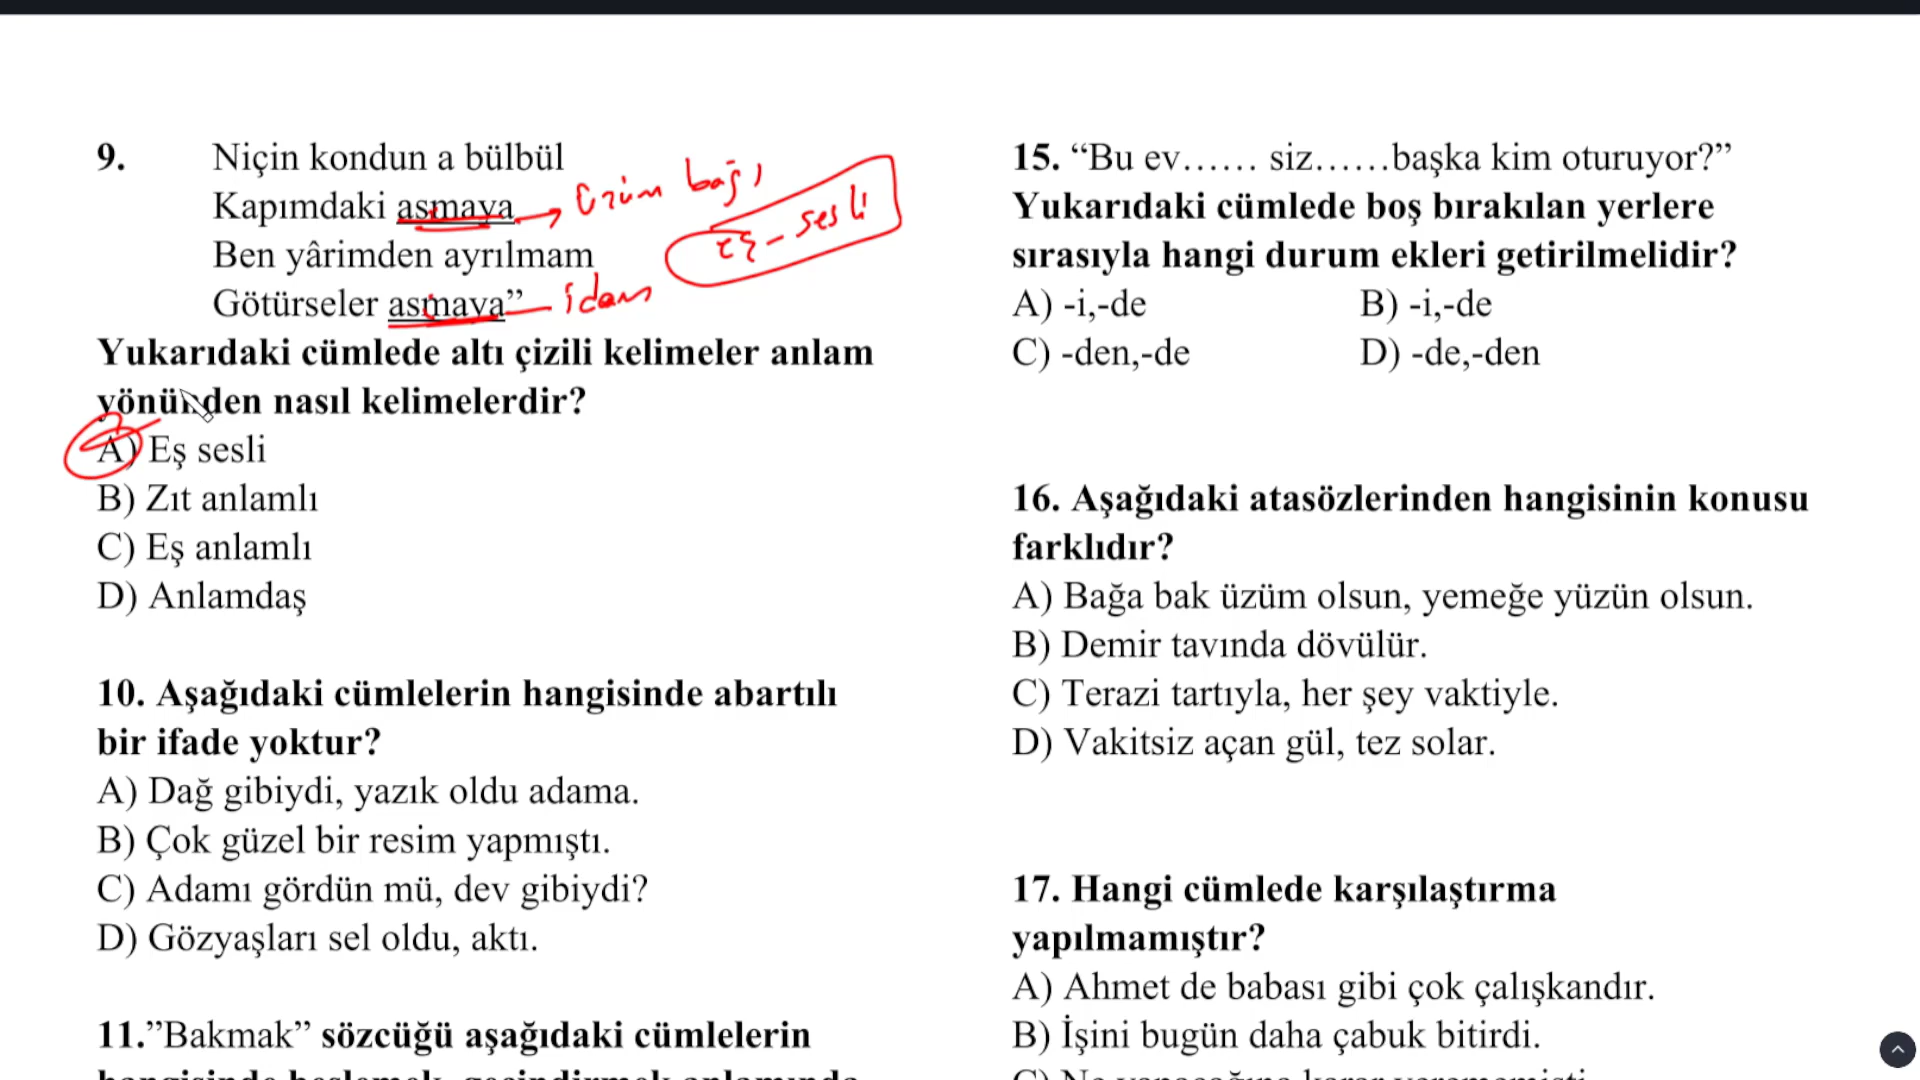 9. Niçin kondun a bülbül
Kapımdaki asmaya → üzüm bağı
Ben yârimden ayrılmam
eş-sesli
Götürseler asmaya” idam
Yukarıdaki cümlede altı çizili kelimeler anlam
yönünden nasıl kelimelerdir?
A) Eş sesli
B) Zıt anlamlı
C) Eş anlamlı
D) Anlamdaş
10. Aşağıdaki cümlelerin hangisinde abartılı
bir ifade yoktur?
A) Dağ gibiydi, yazık oldu adama.
B) Çok güzel bir resim yapmıştı.
C) Adamı gördün mü, dev gibiydi?
D) Gözyaşları sel oldu, aktı.
11.”Bakmak” sözcüğü aşağıdaki cümlelerin
15. “Bu ev…… siz……başka kim oturuyor?”
Yukarıdaki cümlede boş bırakılan yerlere
sırasıyla hangi durum ekleri getirilmelidir?
A) -i,-de B) -i,-de
C) -den,-de D) -de,-den
16. Aşağıdaki atasözlerinden hangisinin konusu
farklıdır?
A) Bağa bak üzüm olsun, yemeğe yüzün olsun.
B) Demir tavında dövülür.
C) Terazi tartıyla, her şey vaktiyle.
D) Vakitsiz açan gül, tez solar.
17. Hangi cümlede karşılaştırma
yapılmamıştır?
A) Ahmet de babası gibi çok çalışkandır.
B) İşini bugün daha çabuk bitirdi.